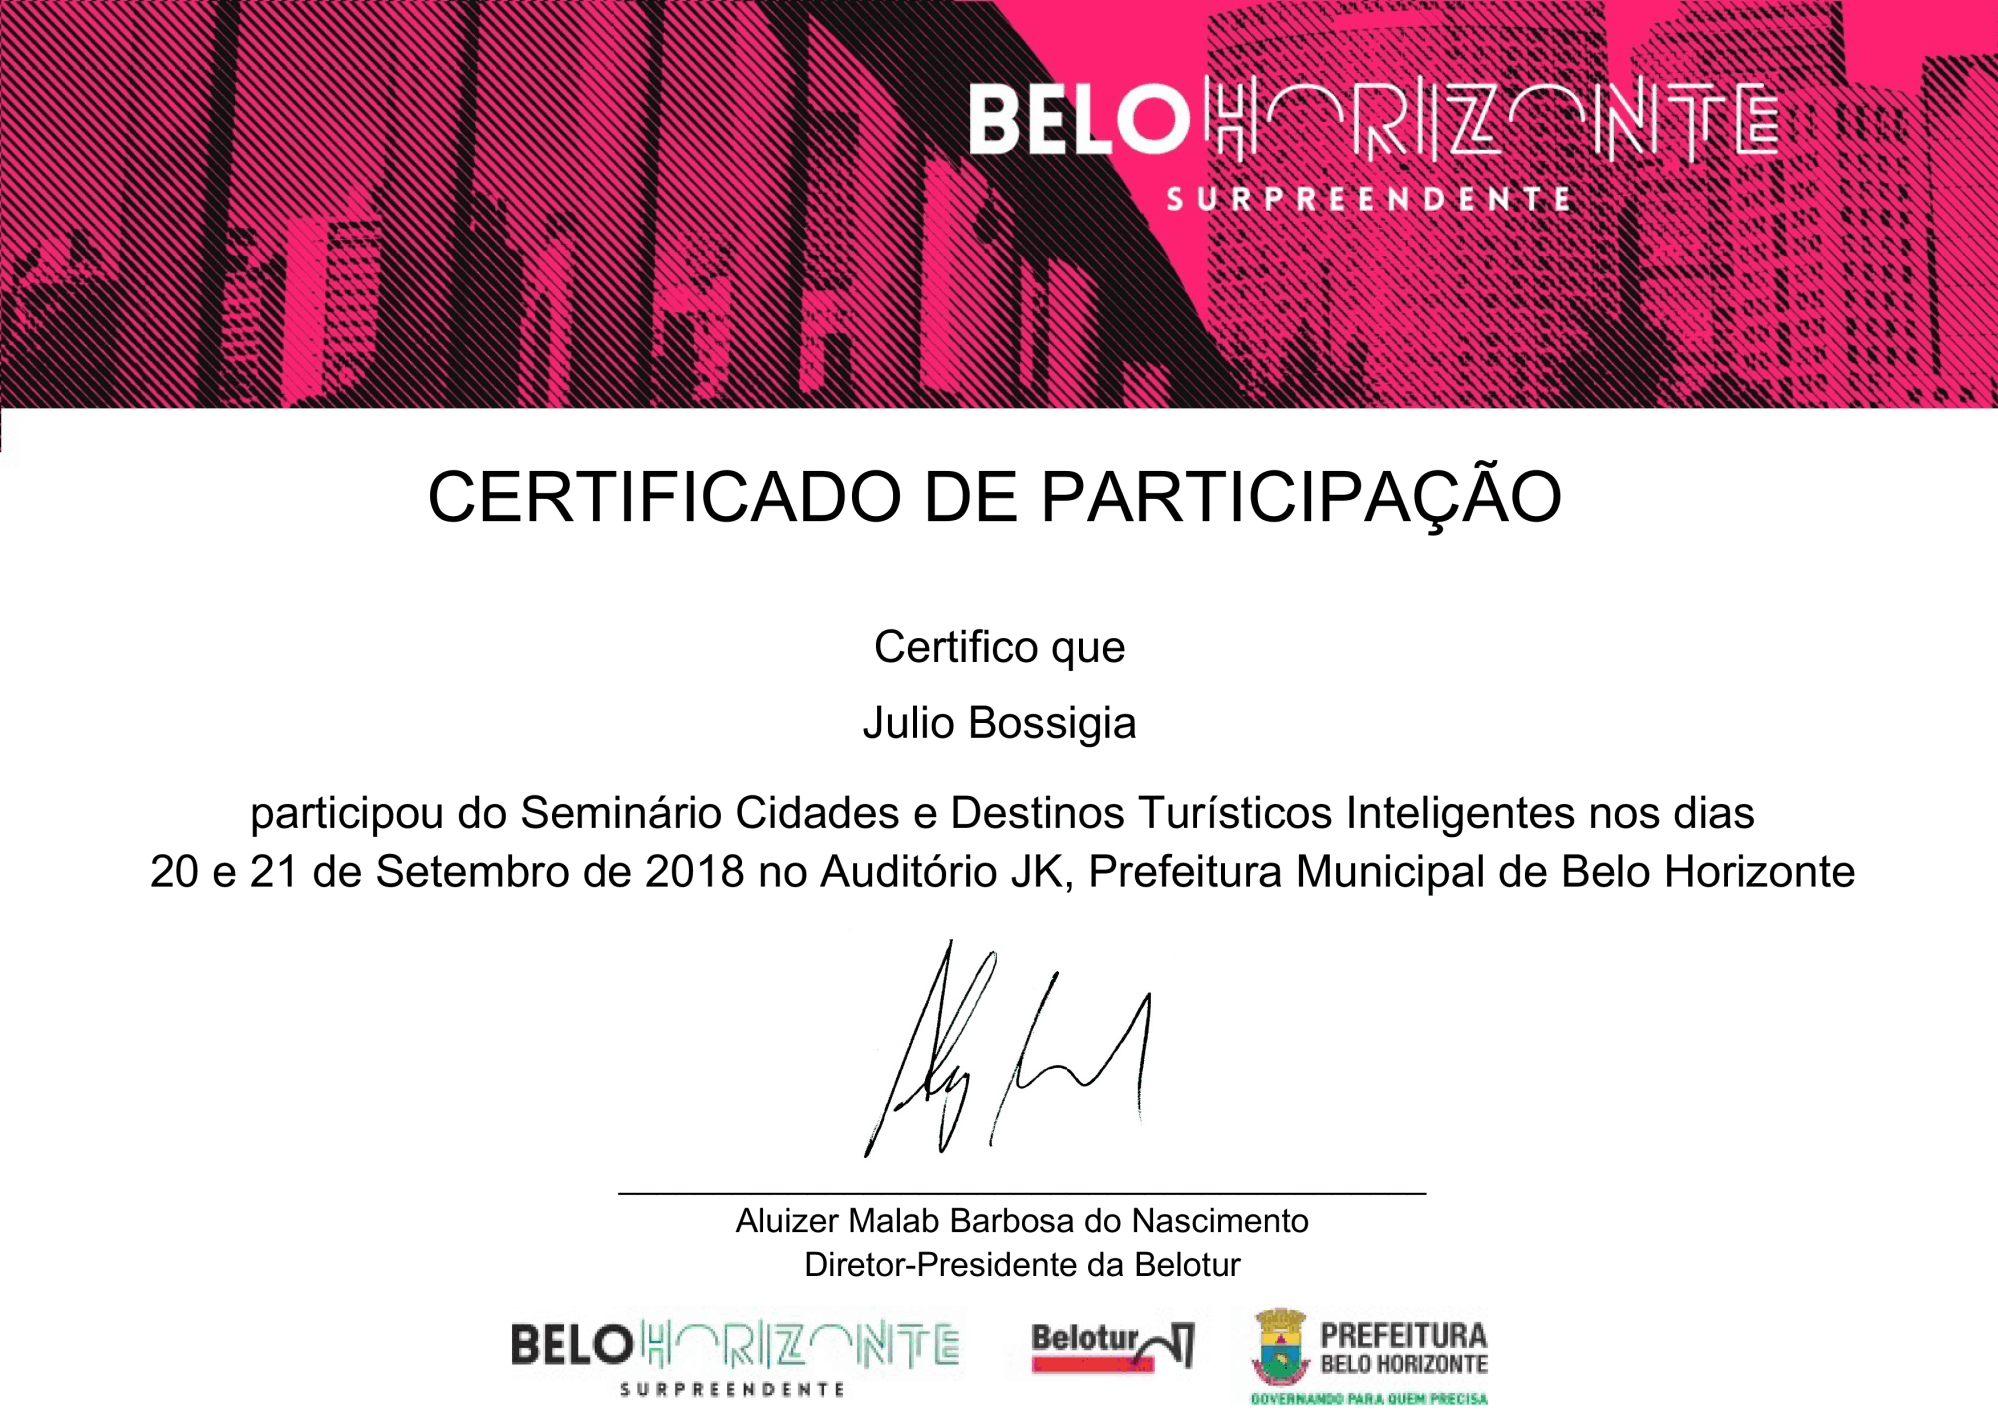 BELO HORIZONTE
SURPREENDENTE
CERTIFICADO DE PARTICIPAÇÃO
Certifico que
Julio Bossigia
participou do Seminário Cidades e Destinos Turísticos Inteligentes nos dias
20 e 21 de Setembro de 2018 no Auditório JK, Prefeitura Municipal de Belo Horizonte
Aluizer Malab Barbosa do Nascimento
Diretor-Presidente da Belotur
BELO HORIZONTE
SURPREENDENTE
Belotur
PREFEITURA
BELO HORIZONTE
GOVERNANDO PARA QUEM PRECISA